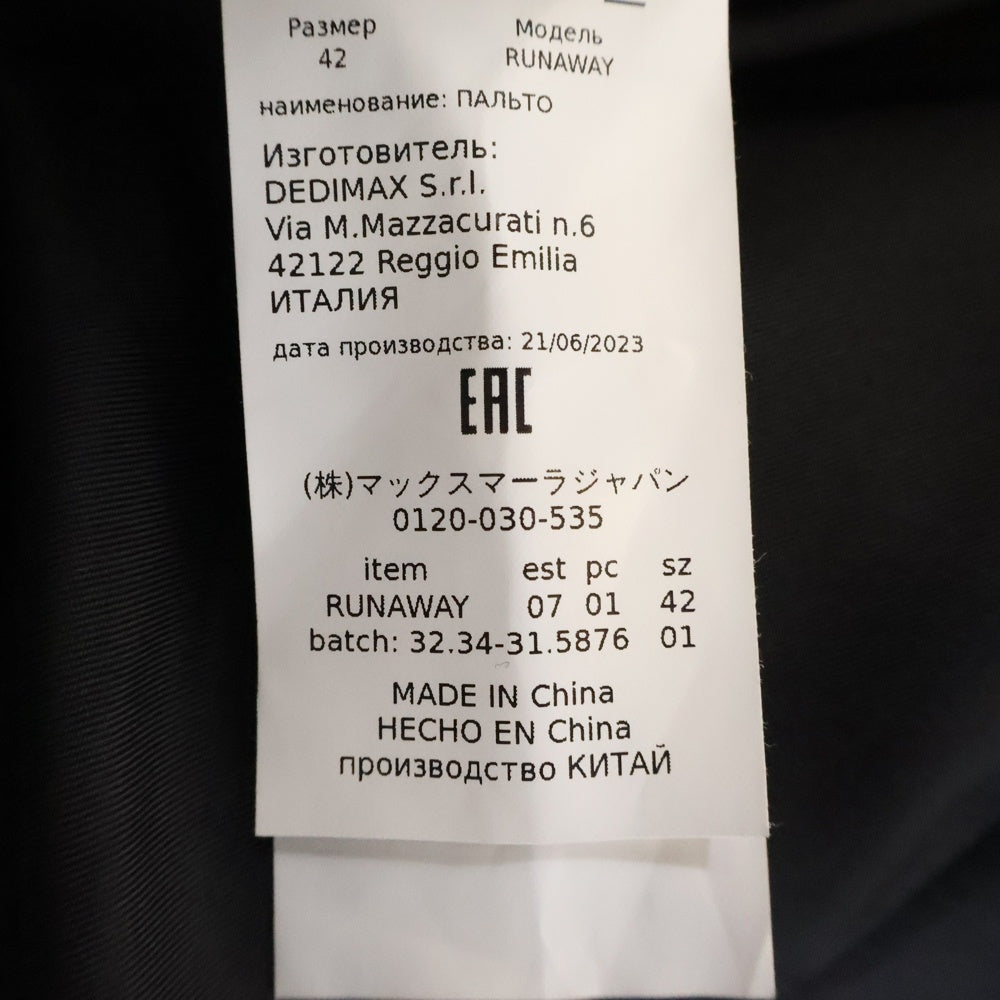 Размер Модель
42 RUNAWAY
наименование: ПАЛЬТО
Изготовитель:
DEDIMAX S.r.l.
Via M.Mazzacurati n.6
42122 Reggio Emilia
ИТАЛИЯ
дата производства: 21/06/2023
EAC
(株)マックスマーラジャパン
0120-030-535
item est pc sz
RUNAWAY 07 01 42
batch: 32.34-31.5876 01
MADE IN China
HECHO EN China
производство КИТАЙ